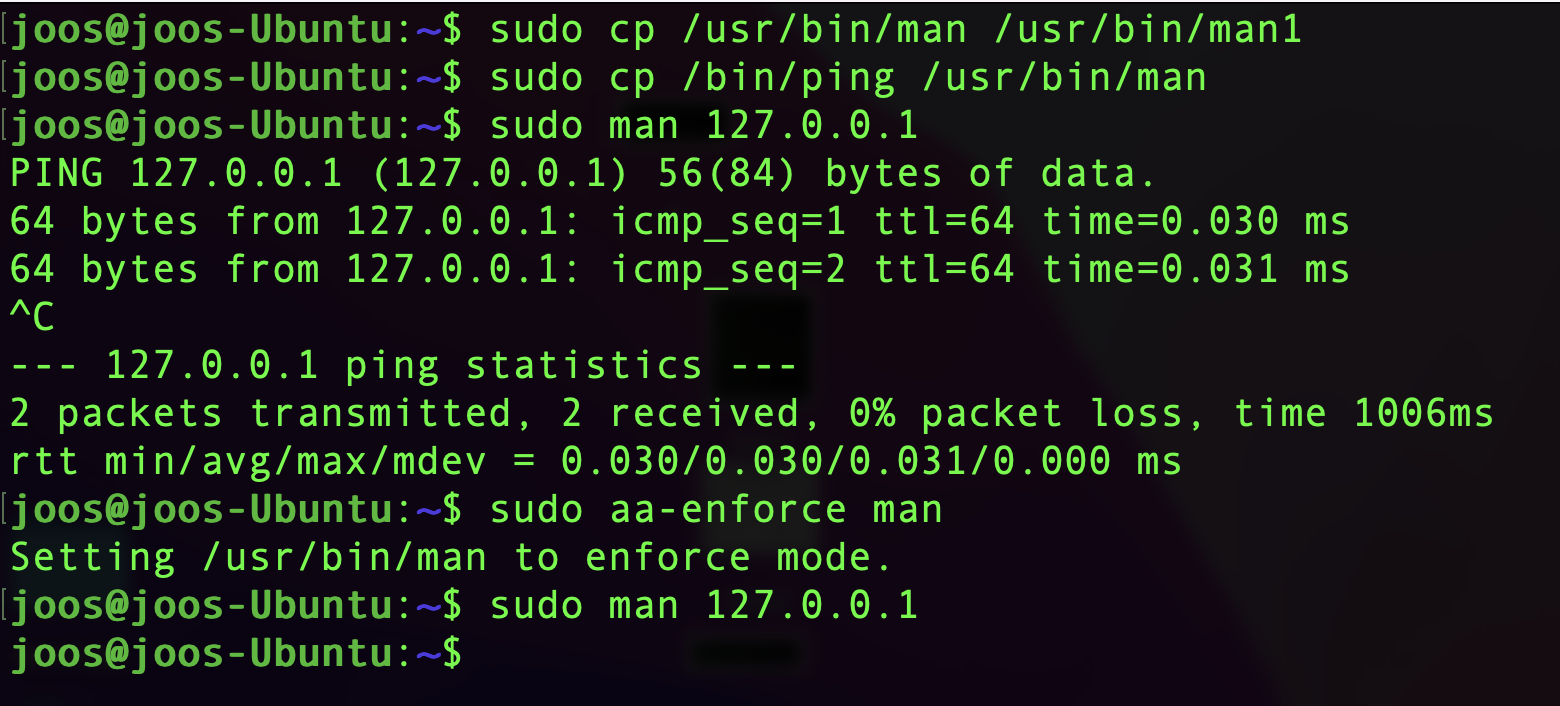 joos@joos-Ubuntu:~$ sudo cp /usr/bin/man /usr/bin/man1
joos@joos-Ubuntu:~$ sudo cp /bin/ping /usr/bin/man
joos@joos-Ubuntu:~$ sudo man 127.0.0.1
PING 127.0.0.1 (127.0.0.1) 56(84) bytes of data.
64 bytes from 127.0.0.1: icmp_seq=1 ttl=64 time=0.030 ms
64 bytes from 127.0.0.1: icmp_seq=2 ttl=64 time=0.031 ms
^C
--- 127.0.0.1 ping statistics ---
2 packets transmitted, 2 received, 0% packet loss, time 1006ms
rtt min/avg/max/mdev = 0.030/0.030/0.031/0.000 ms
joos@joos-Ubuntu:~$ sudo aa-enforce man
Setting /usr/bin/man to enforce mode.
joos@joos-Ubuntu:~$ sudo man 127.0.0.1
joos@joos-Ubuntu:~$